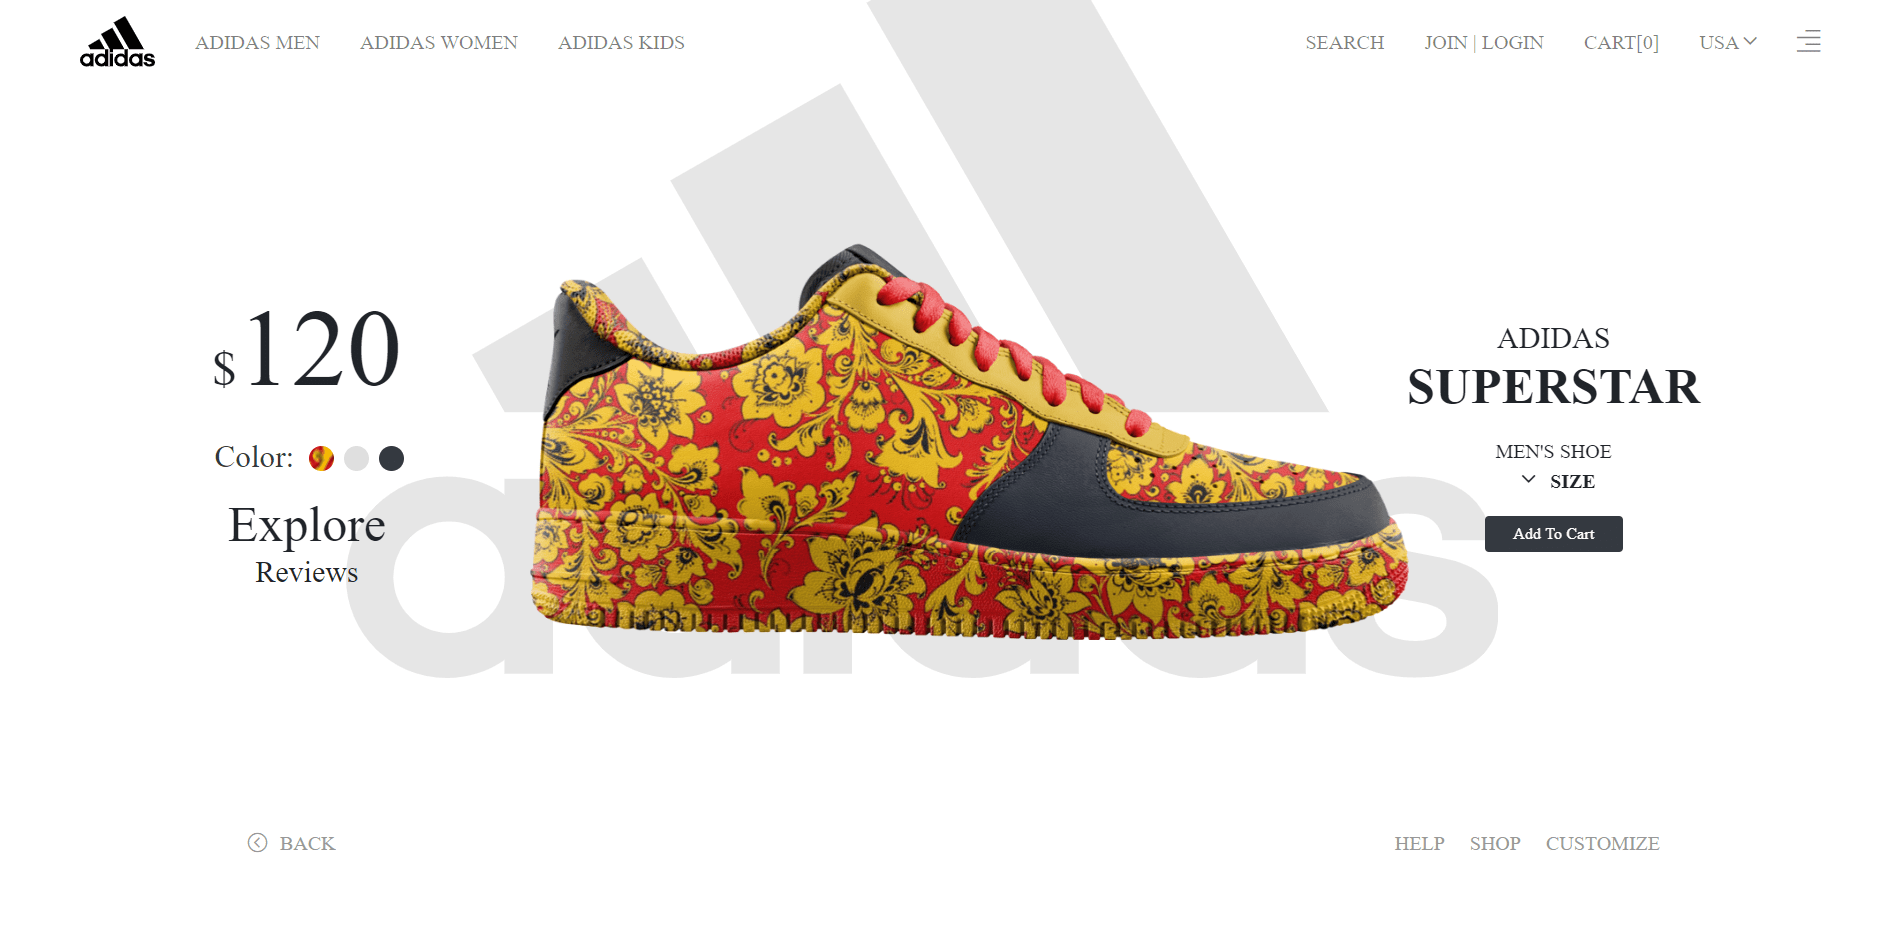 adidas
ADIDAS MEN
ADIDAS WOMEN
ADIDAS KIDS
SEARCH
JOIN | LOGIN
CART[0]
USA
adidas
$120
Color:
Explore
Reviews
ADIDAS
SUPERSTAR
MEN'S SHOE
SIZE
Add To Cart
BACK
HELP
SHOP
CUSTOMIZE